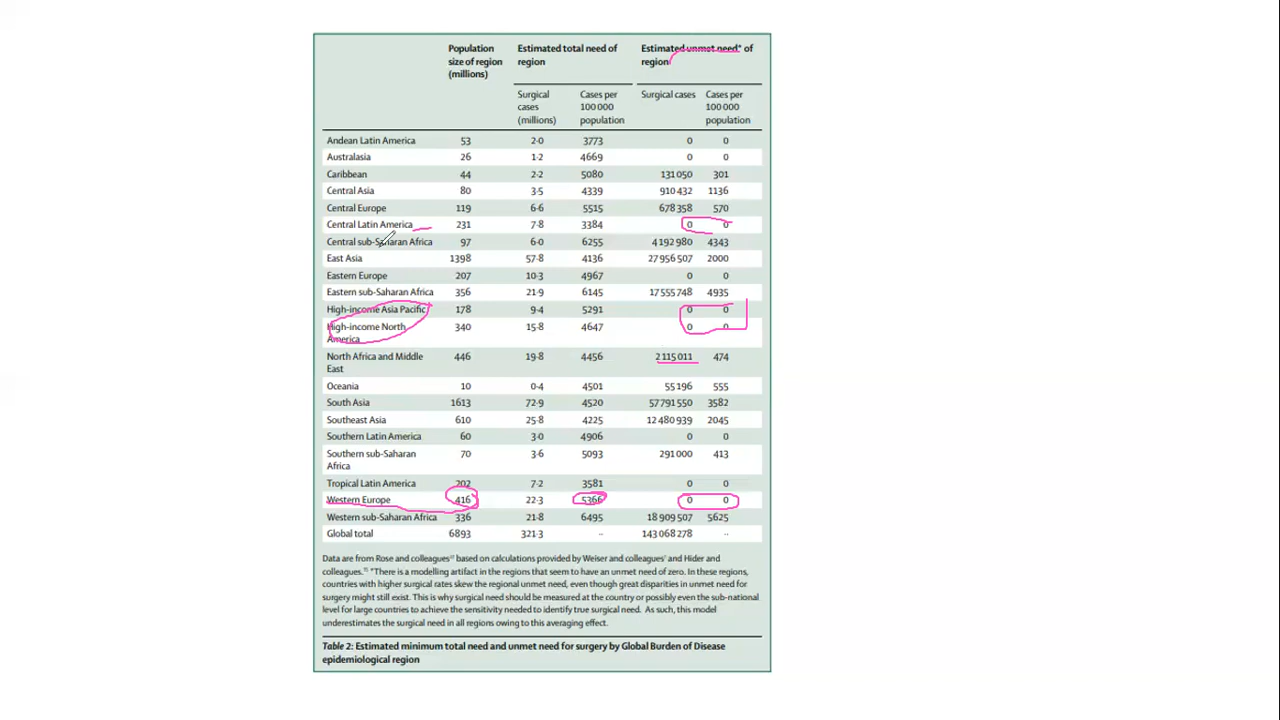 Population size of region (millions) Estimated total need of region Estimated unmet need* of region
Surgical cases (millions) Cases per 100 000 population Surgical cases Cases per 100 000 population
Andean Latin America 53 2·0 3773 0 0
Australasia 26 1·2 4669 0 0
Caribbean 44 2·2 5080 131 050 301
Central Asia 80 3·5 4339 910 432 1136
Central Europe 119 6·6 5515 678 358 570
Central Latin America 231 7·8 3384 0 0
Central sub-Saharan Africa 97 6·0 6255 4 192 980 4343
East Asia 1398 57·8 4136 27 956 507 2000
Eastern Europe 207 10·3 4967 0 0
Eastern sub-Saharan Africa 356 21·9 6145 17 555 748 4935
High-income Asia Pacific 178 9·4 5291 0 0
High-income North America 340 15·8 4647 0 0
North Africa and Middle East 446 19·8 4456 2 115 011 474
Oceania 10 0·4 4501 55 196 555
South Asia 1613 72·9 4520 57 791 550 3582
Southeast Asia 610 25·8 4225 12 480 939 2045
Southern Latin America 60 3·0 4906 0 0
Southern sub-Saharan Africa 70 3·6 5093 291 000 413
Tropical Latin America 202 7·2 3581 0 0
Western Europe 416 22·3 5366 0 0
Western sub-Saharan Africa 336 21·8 6495 18 909 507 5625
Global total 6893 321·3 ·· 143 068 278 ··
Data are from Rose and colleagues based on calculations provided by Weiser and colleagues and Hider and
colleagues. *There is a modelling artifact in the regions that seem to have an unmet need of zero. In these regions,
countries with higher surgical rates skew the regional unmet need, even though great disparities in unmet need for
surgery might still exist. This is why surgical need should be measured at the country or possibly even the sub-national
level for large countries to achieve the sensitivity needed to identify true surgical need. As such, this model
underestimates the surgical need in all regions owing to this averaging effect.
Table 2: Estimated minimum total need and unmet need for surgery by Global Burden of Disease
epidemiological region